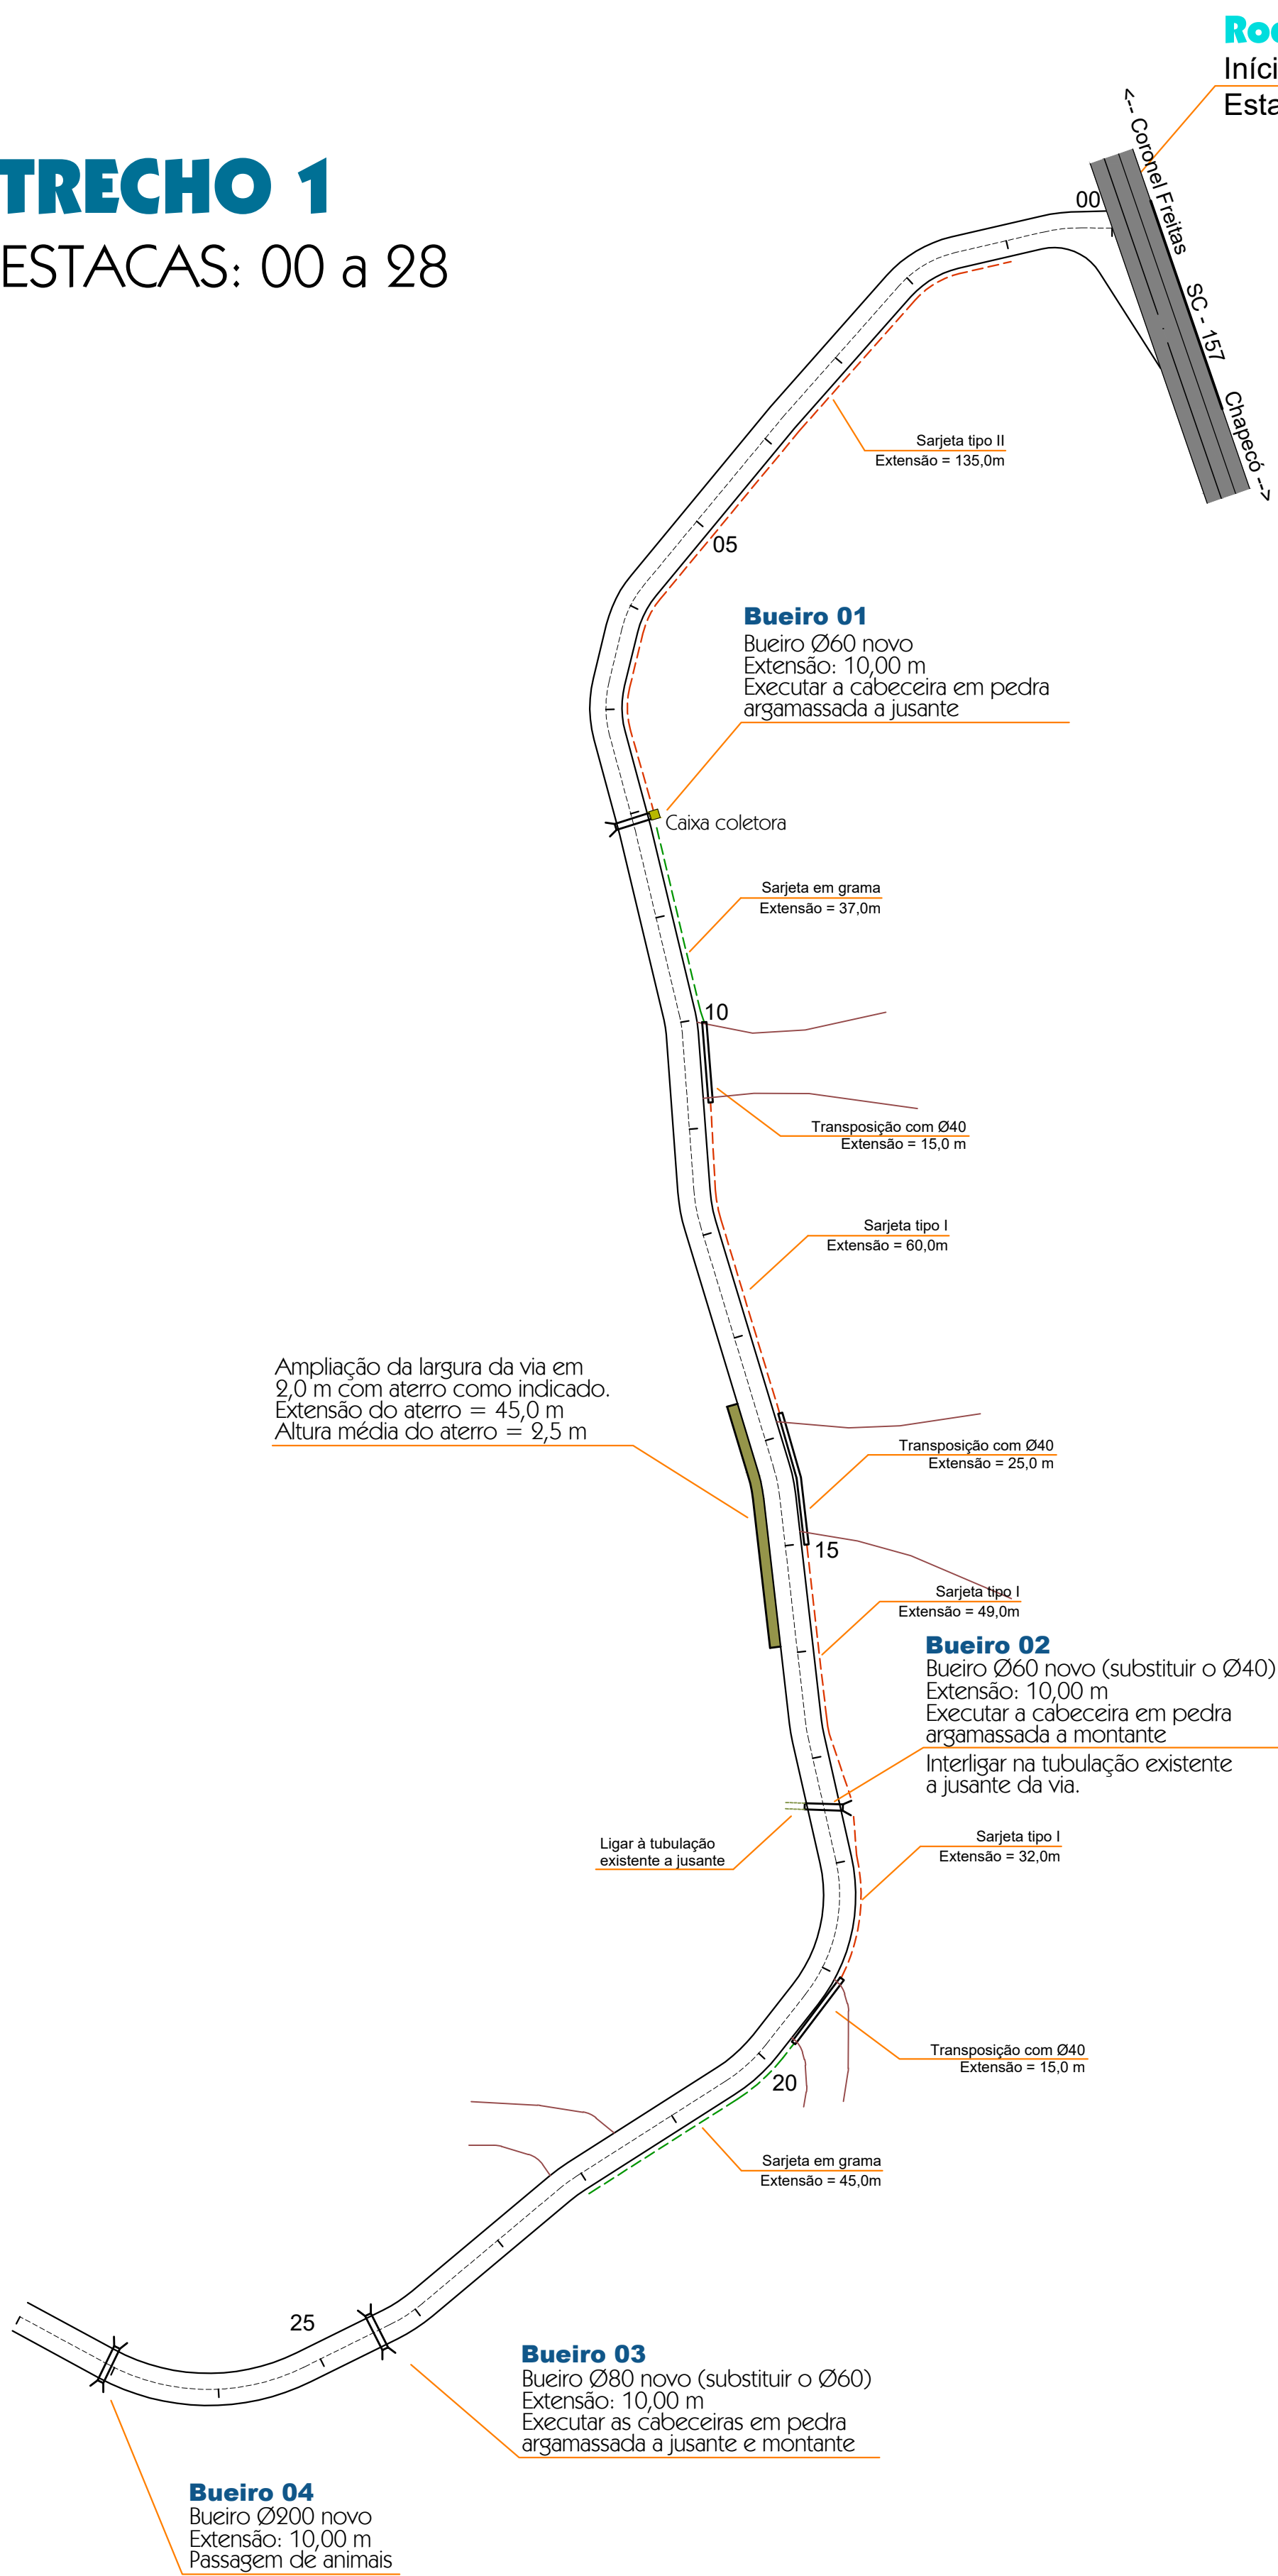 Iníci
<--- Coronel Freitas
SC - 157
Chapecó --->
TRECHO 1
ESTACAS: 00 a 28
00
Sarjeta tipo II
Extensão = 135,0m
05
Bueiro 01
Bueiro Ø60 novo
Extensão: 10,00 m
Executar a cabeceira em pedra
argamassada a jusante
Caixa coletora
Sarjeta em grama
Extensão = 37,0m
10
Transposição com Ø40
Extensão = 15,0 m
Sarjeta tipo I
Extensão = 60,0m
Ampliação da largura da via em
2,0 m com aterro como indicado.
Extensão do aterro = 45,0 m
Altura média do aterro = 2,5 m
Transposição com Ø40
Extensão = 25,0 m
15
Sarjeta tipo I
Extensão = 49,0m
Bueiro 02
Bueiro Ø60 novo (substituir o Ø40)
Extensão: 10,00 m
Executar a cabeceira em pedra
argamassada a montante
Interligar na tubulação existente
a jusante da via.
Ligar à tubulação
existente a jusante
Sarjeta tipo I
Extensão = 32,0m
Transposição com Ø40
Extensão = 15,0 m
20
Sarjeta em grama
Extensão = 45,0m
25
Bueiro 03
Bueiro Ø80 novo (substituir o Ø60)
Extensão: 10,00 m
Executar as cabeceiras em pedra
argamassada a jusante e montante
Bueiro 04
Bueiro Ø200 novo
Extensão: 10,00 m
Passagem de animais